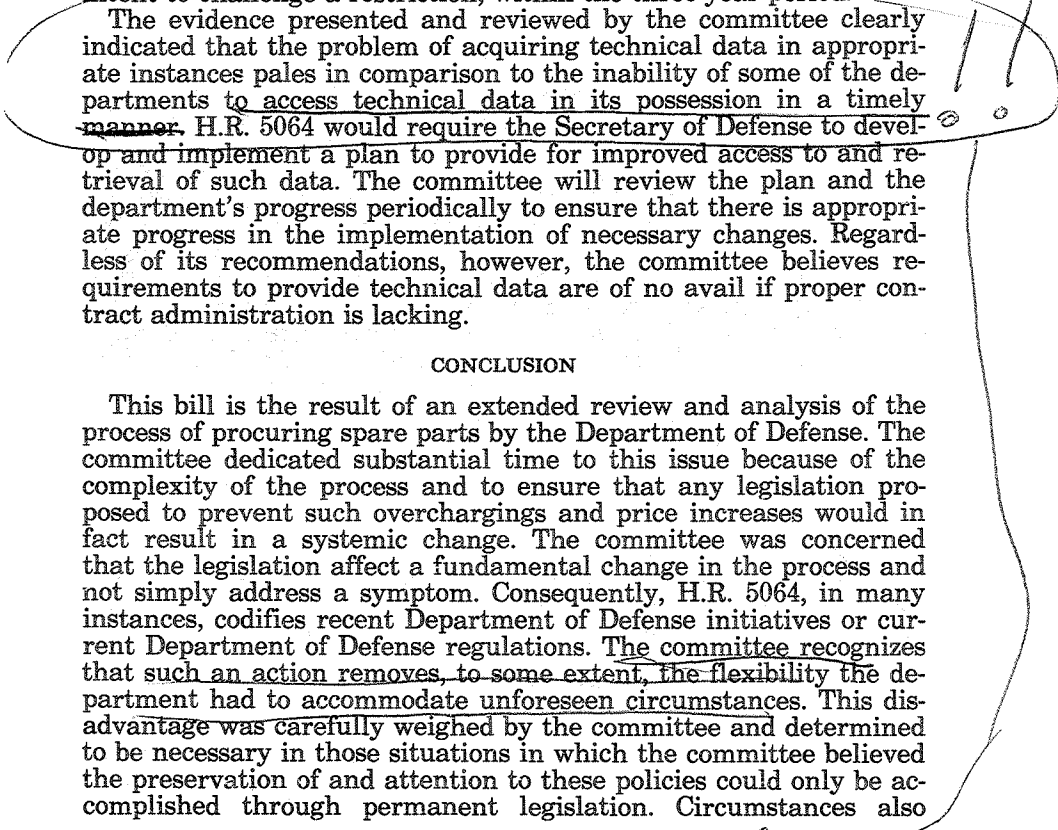 intent to challenge a restriction, within the three-year period.
The evidence presented and reviewed by the committee clearly
indicated that the problem of acquiring technical data in appropri-
ate instances pales in comparison to the inability of some of the de-
partments to access technical data in its possession in a timely
manner. H.R. 5064 would require the Secretary of Defense to devel-
op and implement a plan to provide for improved access to and re-
trieval of such data. The committee will review the plan and the
department's progress periodically to ensure that there is appropri-
ate progress in the implementation of necessary changes. Regard-
less of its recommendations, however, the committee believes re-
quirements to provide technical data are of no avail if proper con-
tract administration is lacking.
CONCLUSION
This bill is the result of an extended review and analysis of the
process of procuring spare parts by the Department of Defense. The
committee dedicated substantial time to this issue because of the
complexity of the process and to ensure that any legislation pro-
posed to prevent such overchargings and price increases would in
fact result in a systemic change. The committee was concerned
that the legislation affect a fundamental change in the process and
not simply address a symptom. Consequently, H.R. 5064, in many
instances, codifies recent Department of Defense initiatives or cur-
rent Department of Defense regulations. The committee recognizes
that such an action removes, to some extent, the flexibility the de-
partment had to accommodate unforeseen circumstances. This dis-
advantage was carefully weighed by the committee and determined
to be necessary in those situations in which the committee believed
the preservation of and attention to these policies could only be ac-
complished through permanent legislation. Circumstances also
!!